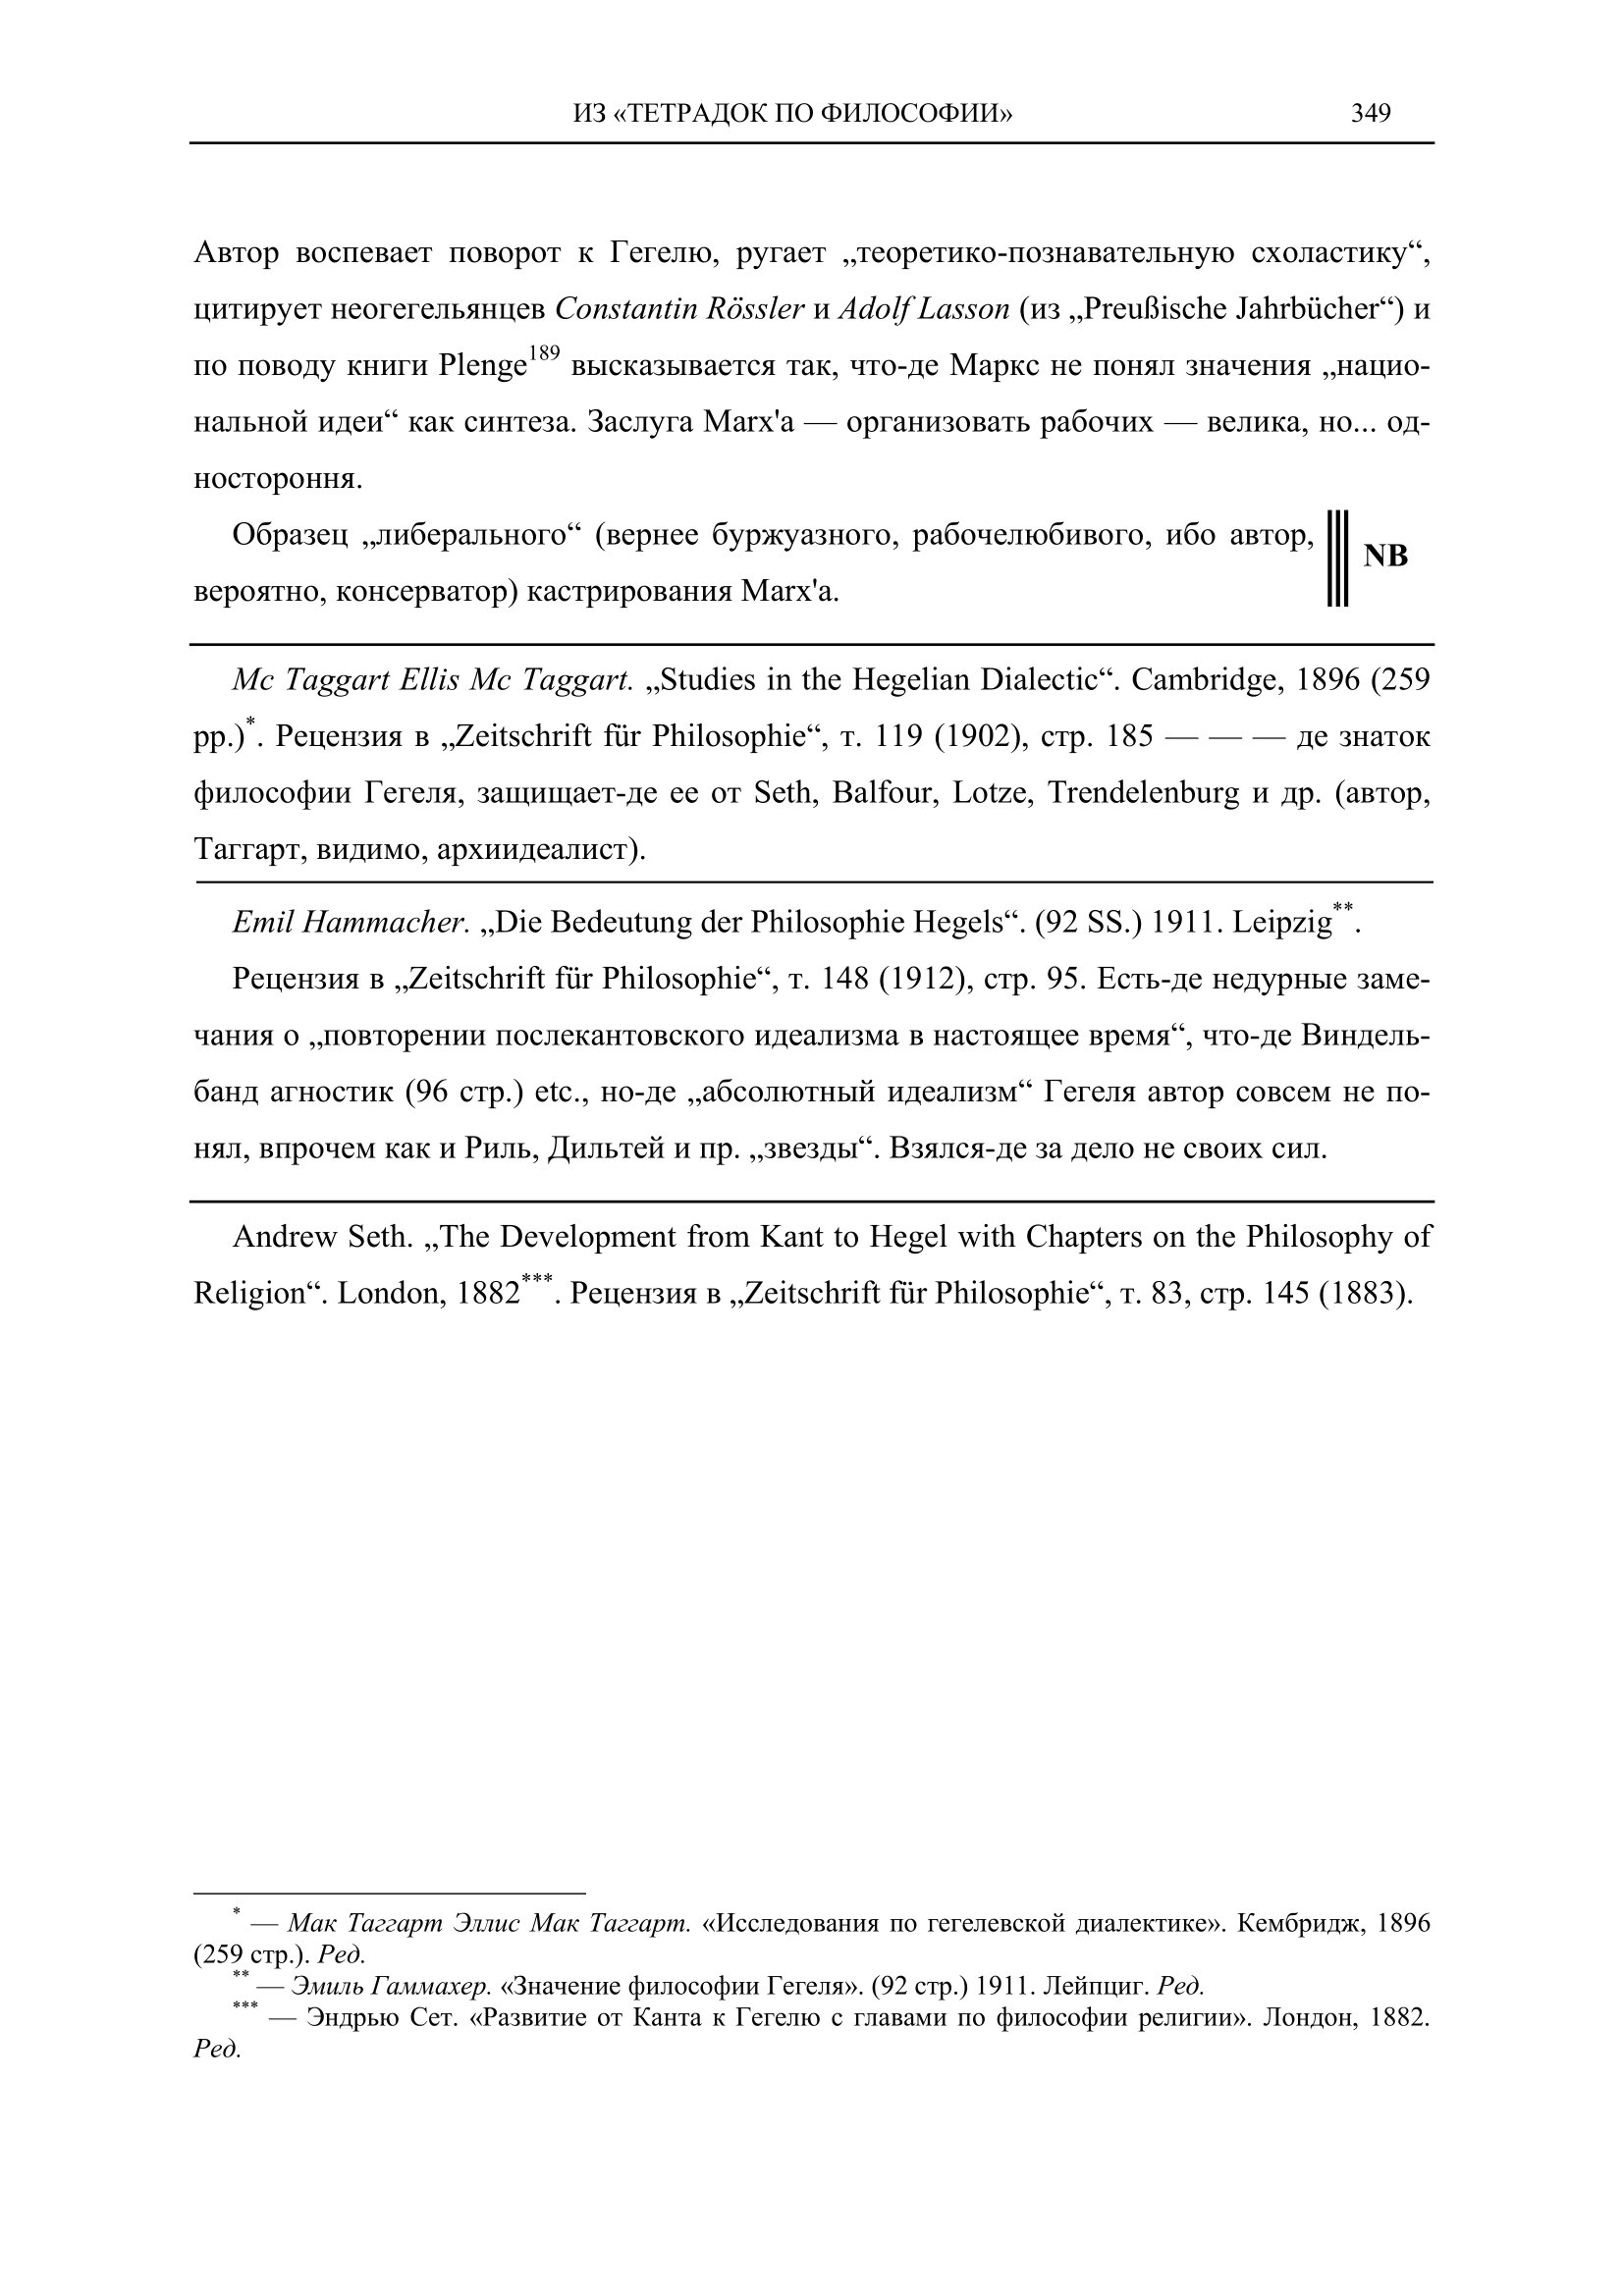 ИЗ «ТЕТРАДОК ПО ФИЛОСОФИИ» 349
Автор воспевает поворот к Гегелю, ругает „теоретико-познавательную схоластику“,
цитирует неогегельянцев Constantin Rössler и Adolf Lasson (из „Preußische Jahrbücher“) и
по поводу книги Plenge189 высказывается так, что-де Маркс не понял значения „нацио-
нальной идеи“ как синтеза. Заслуга Marx'a — организовать рабочих — велика, но... од-
ностороння.
Образец „либерального“ (вернее буржуазного, рабочелюбивого, ибо автор,
вероятно, консерватор) кастрирования Marx'a.
NB
Mc Taggart Ellis Mc Taggart. „Studies in the Hegelian Dialectic“. Cambridge, 1896 (259
pp.)*. Рецензия в „Zeitschrift für Philosophie“, т. 119 (1902), стр. 185 — — — де знаток
философии Гегеля, защищает-де ее от Seth, Balfour, Lotze, Trendelenburg и др. (автор,
Таггарт, видимо, архиидеалист).
Emil Hammacher. „Die Bedeutung der Philosophie Hegels“. (92 SS.) 1911. Leipzig**.
Рецензия в „Zeitschrift für Philosophie“, т. 148 (1912), стр. 95. Есть-де недурные заме-
чания о „повторении послекантовского идеализма в настоящее время“, что-де Виндель-
банд агностик (96 стр.) etc., но-де „абсолютный идеализм“ Гегеля автор совсем не по-
нял, впрочем как и Риль, Дильтей и пр. „звезды“. Взялся-де за дело не своих сил.
Andrew Seth. „The Development from Kant to Hegel with Chapters on the Philosophy of
Religion“. London, 1882***. Рецензия в „Zeitschrift für Philosophie“, т. 83, стр. 145 (1883).
* — Мак Таггарт Эллис Мак Таггарт. «Исследования по гегелевской диалектике». Кембридж, 1896
(259 стр.). Ред.
** — Эмиль Гаммахер. «Значение философии Гегеля». (92 стр.) 1911. Лейпциг. Ред.
*** — Эндрью Сет. «Развитие от Канта к Гегелю с главами по философии религии». Лондон, 1882.
Ред.